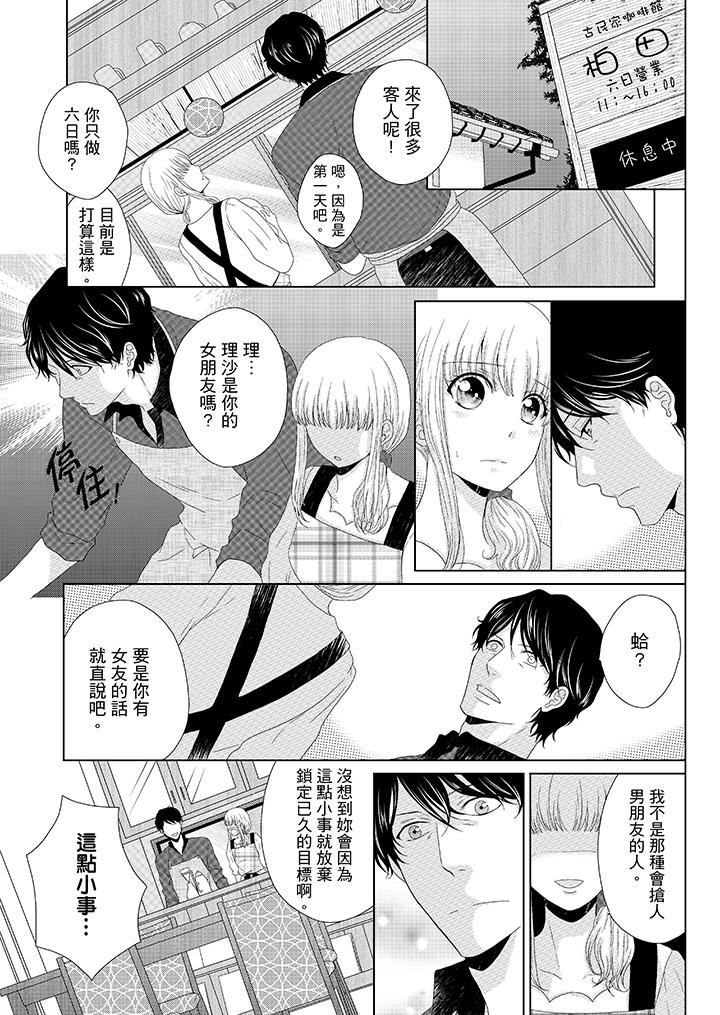 古民家咖啡館
柏田
六日營業
11:～16:00
休息中
來了很多
客人呢！
嗯，因為是
第一天吧。
你只做
六日嗎？
目前是
打算這樣。
理…
理沙是你的
女朋友嗎？
停住！
蛤？
要是你有
女友的話
就直說吧。
我不是那種會搶人
男朋友的人。
沒想到妳會因為
這點小事就放棄
鎖定已久的目標啊。
這點小事…